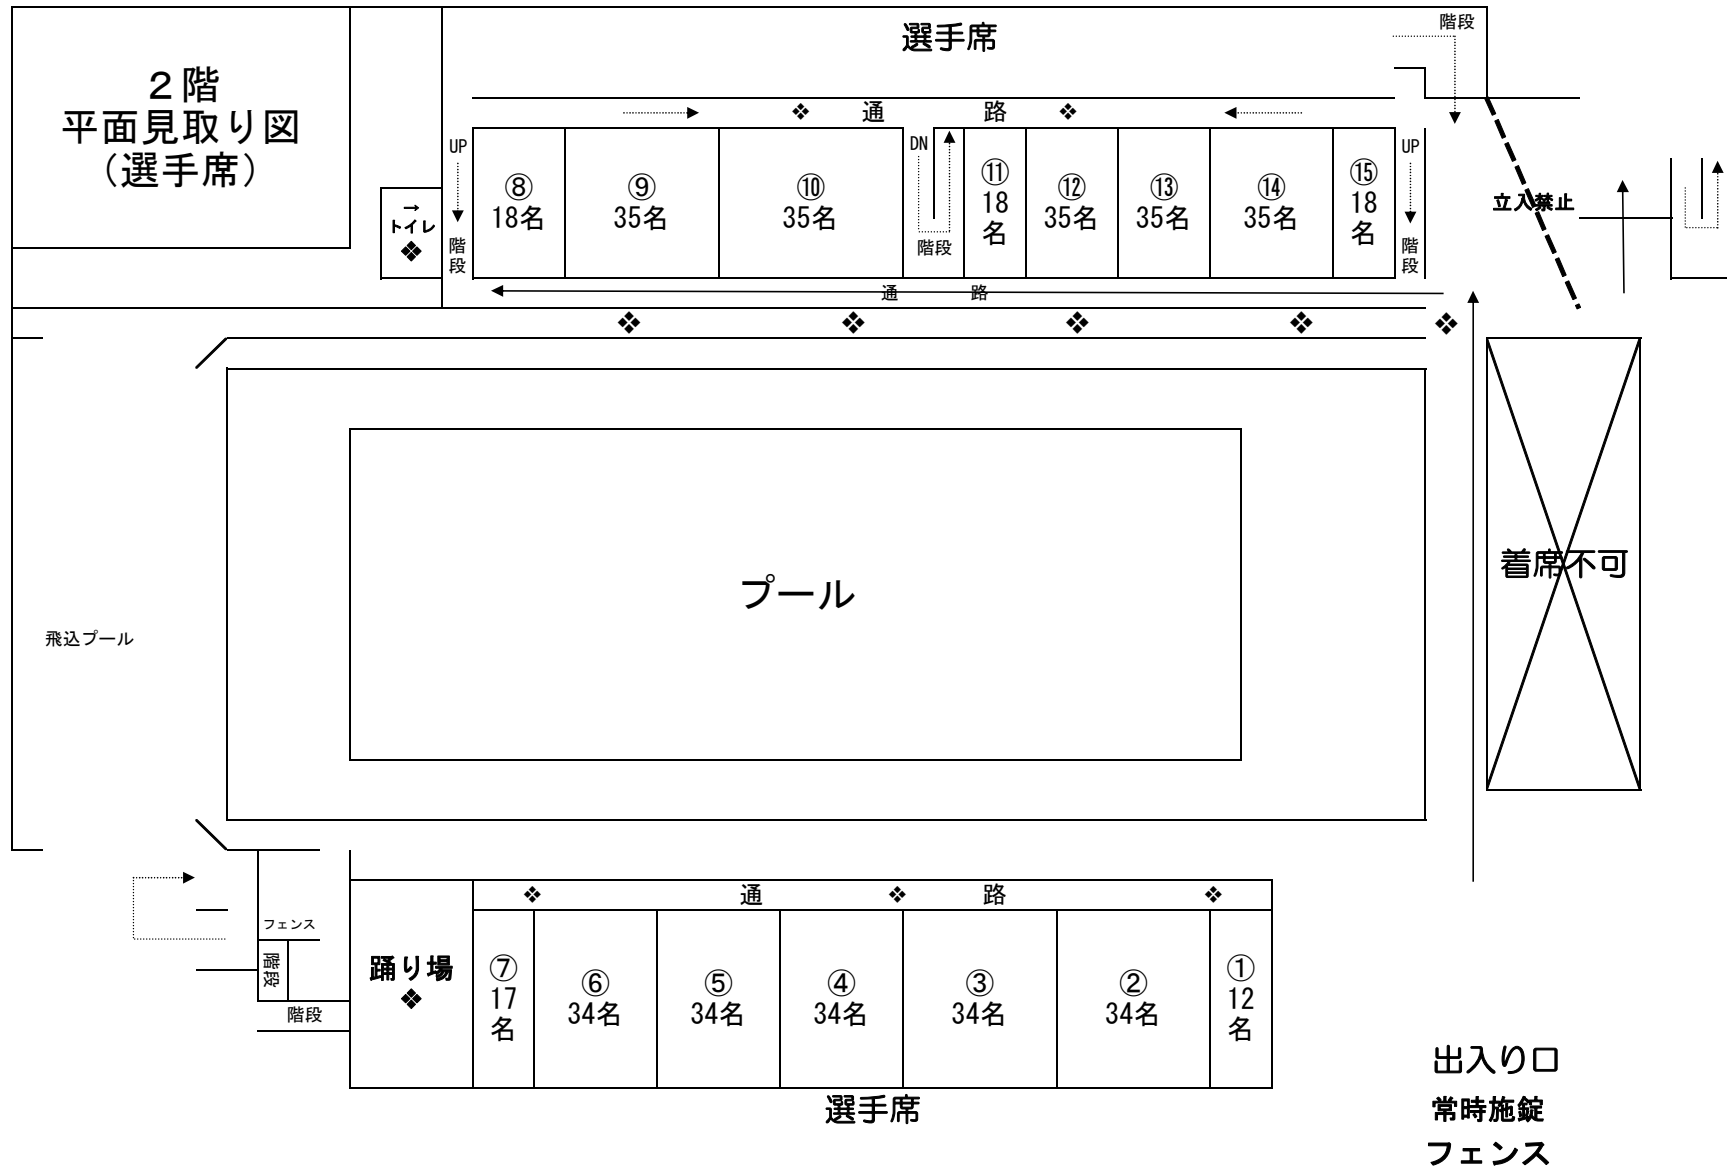 ２階
平面見取り図
（選手席）
選手席
階段
❖ 通 路 ❖
UP
→
トイレ
❖
階段
⑧
18名
⑨
35名
⑩
35名
DN
階段
⑪
18
名
⑫
35名
⑬
35名
⑭
35名
⑮
18
名
UP
階段
立入禁止
通 路
❖ ❖ ❖ ❖ ❖
プール
着席不可
飛込プール
❖ 通 ❖ 路 ❖
フェンス
階段
階段
踊り場
❖
⑦
17
名
⑥
34名
⑤
34名
④
34名
③
34名
②
34名
①
12
名
選手席
出入り口
常時施錠
フェンス